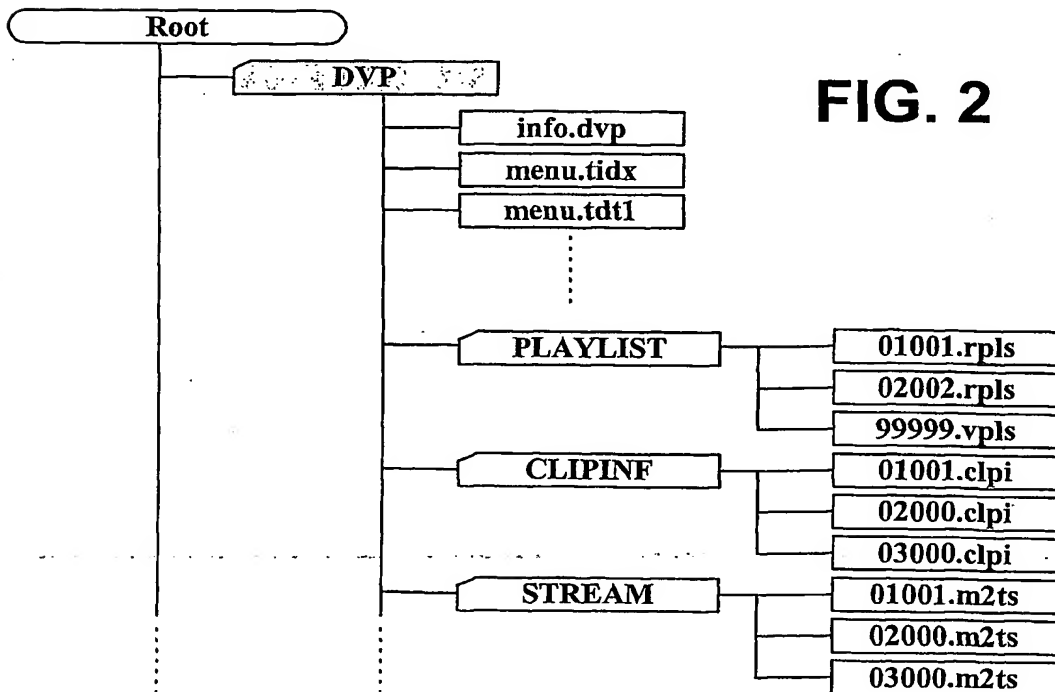 Root
DVP
FIG. 2
info.dvp
menu.tidx
menu.tdt1
PLAYLIST
01001.rpls
02002.rpls
99999.vpls
CLIPINF
01001.clpi
02000.clpi
03000.clpi
STREAM
01001.m2ts
02000.m2ts
03000.m2ts